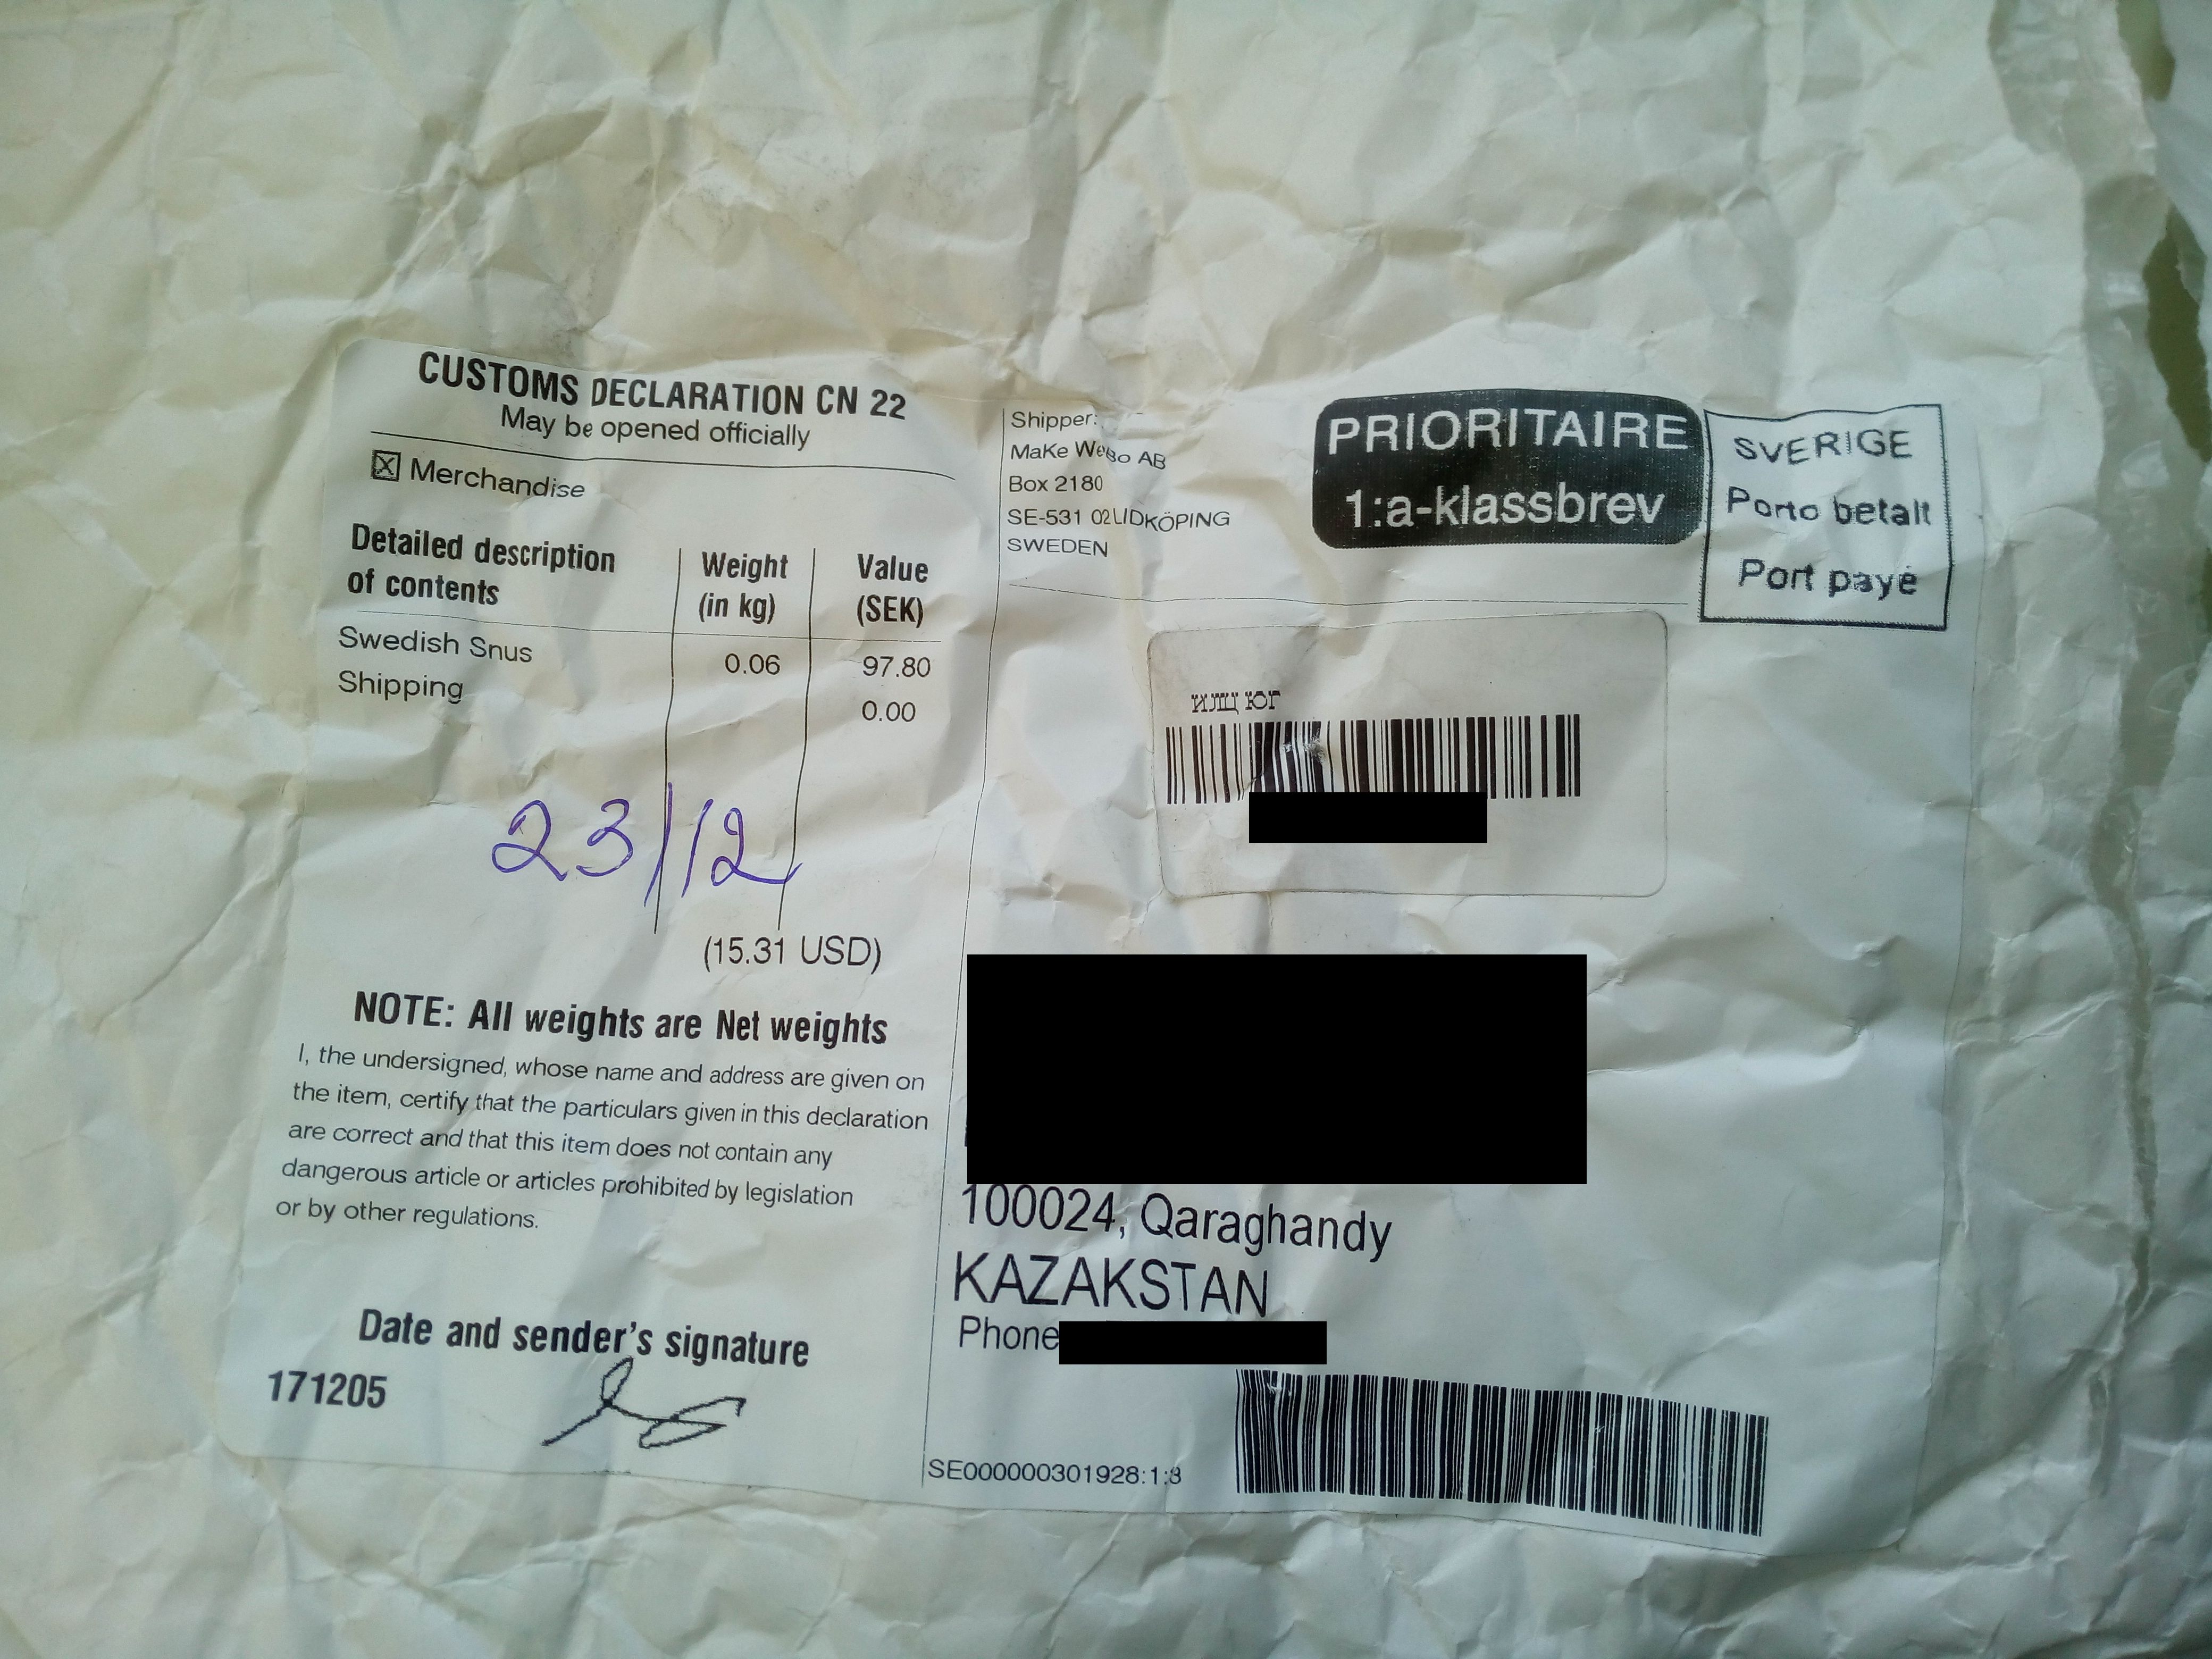 CUSTOMS DECLARATION CN 22
May be opened officially
Merchandise
Detailed description of contents
Weight (in kg)
Value (SEK)
Swedish Snus 0.06 97.80
Shipping 0.00
23/12
(15.31 USD)
NOTE: All weights are Net weights
I, the undersigned, whose name and address are given on
the item, certify that the particulars given in this declaration
are correct and that this item does not contain any
dangerous article or articles prohibited by legislation
or by other regulations.
Date and sender's signature
171205
Shipper:
MaKe Webo AB
Box 2180
SE-531 02 LIDKÖPING
SWEDEN
PRIORITAIRE
1:a-klassbrev
SVERIGE
Porto betalt
Port payé
ИЛЦ ЮГ
100024, Qaraghandy
KAZAKSTAN
Phone
SE000000301928:1:8